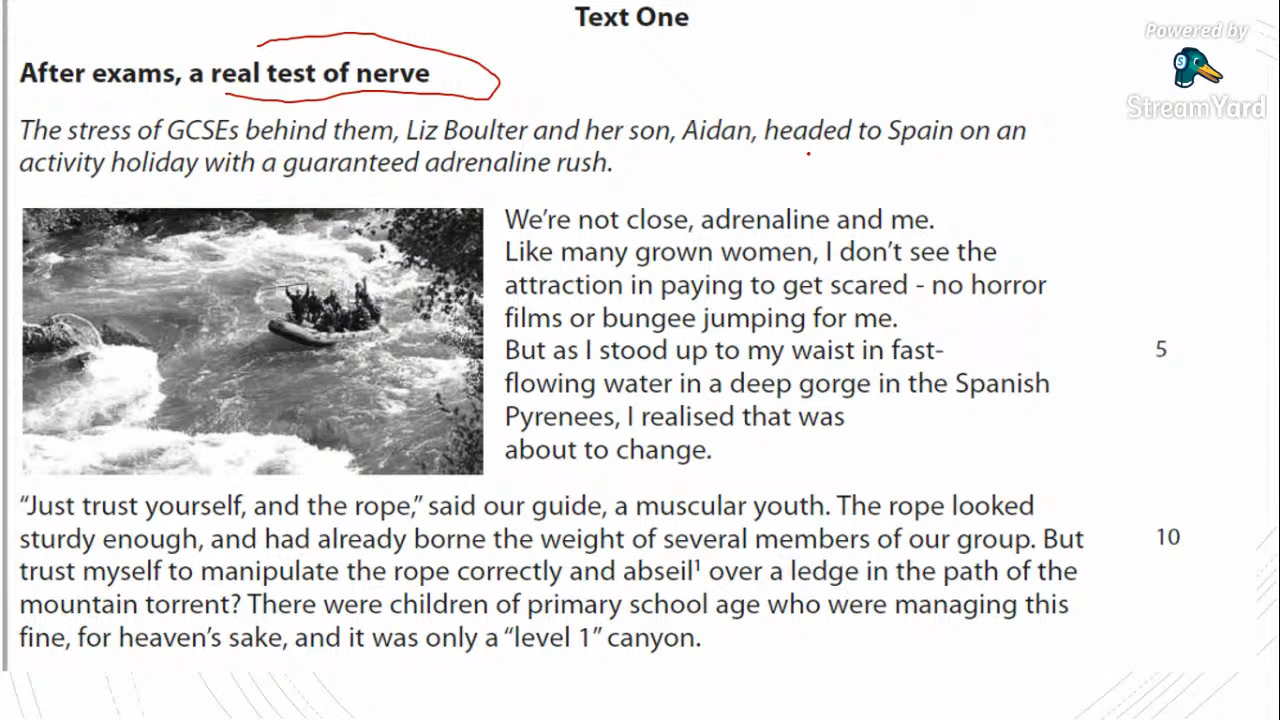 Text One
Powered by
StreamYard
After exams, a real test of nerve
The stress of GCSEs behind them, Liz Boulter and her son, Aidan, headed to Spain on an
activity holiday with a guaranteed adrenaline rush.
We’re not close, adrenaline and me.
Like many grown women, I don’t see the
attraction in paying to get scared - no horror
films or bungee jumping for me.
But as I stood up to my waist in fast- 5
flowing water in a deep gorge in the Spanish
Pyrenees, I realised that was
about to change.
“Just trust yourself, and the rope,” said our guide, a muscular youth. The rope looked
sturdy enough, and had already borne the weight of several members of our group. But 10
trust myself to manipulate the rope correctly and abseil¹ over a ledge in the path of the
mountain torrent? There were children of primary school age who were managing this
fine, for heaven’s sake, and it was only a “level 1” canyon.